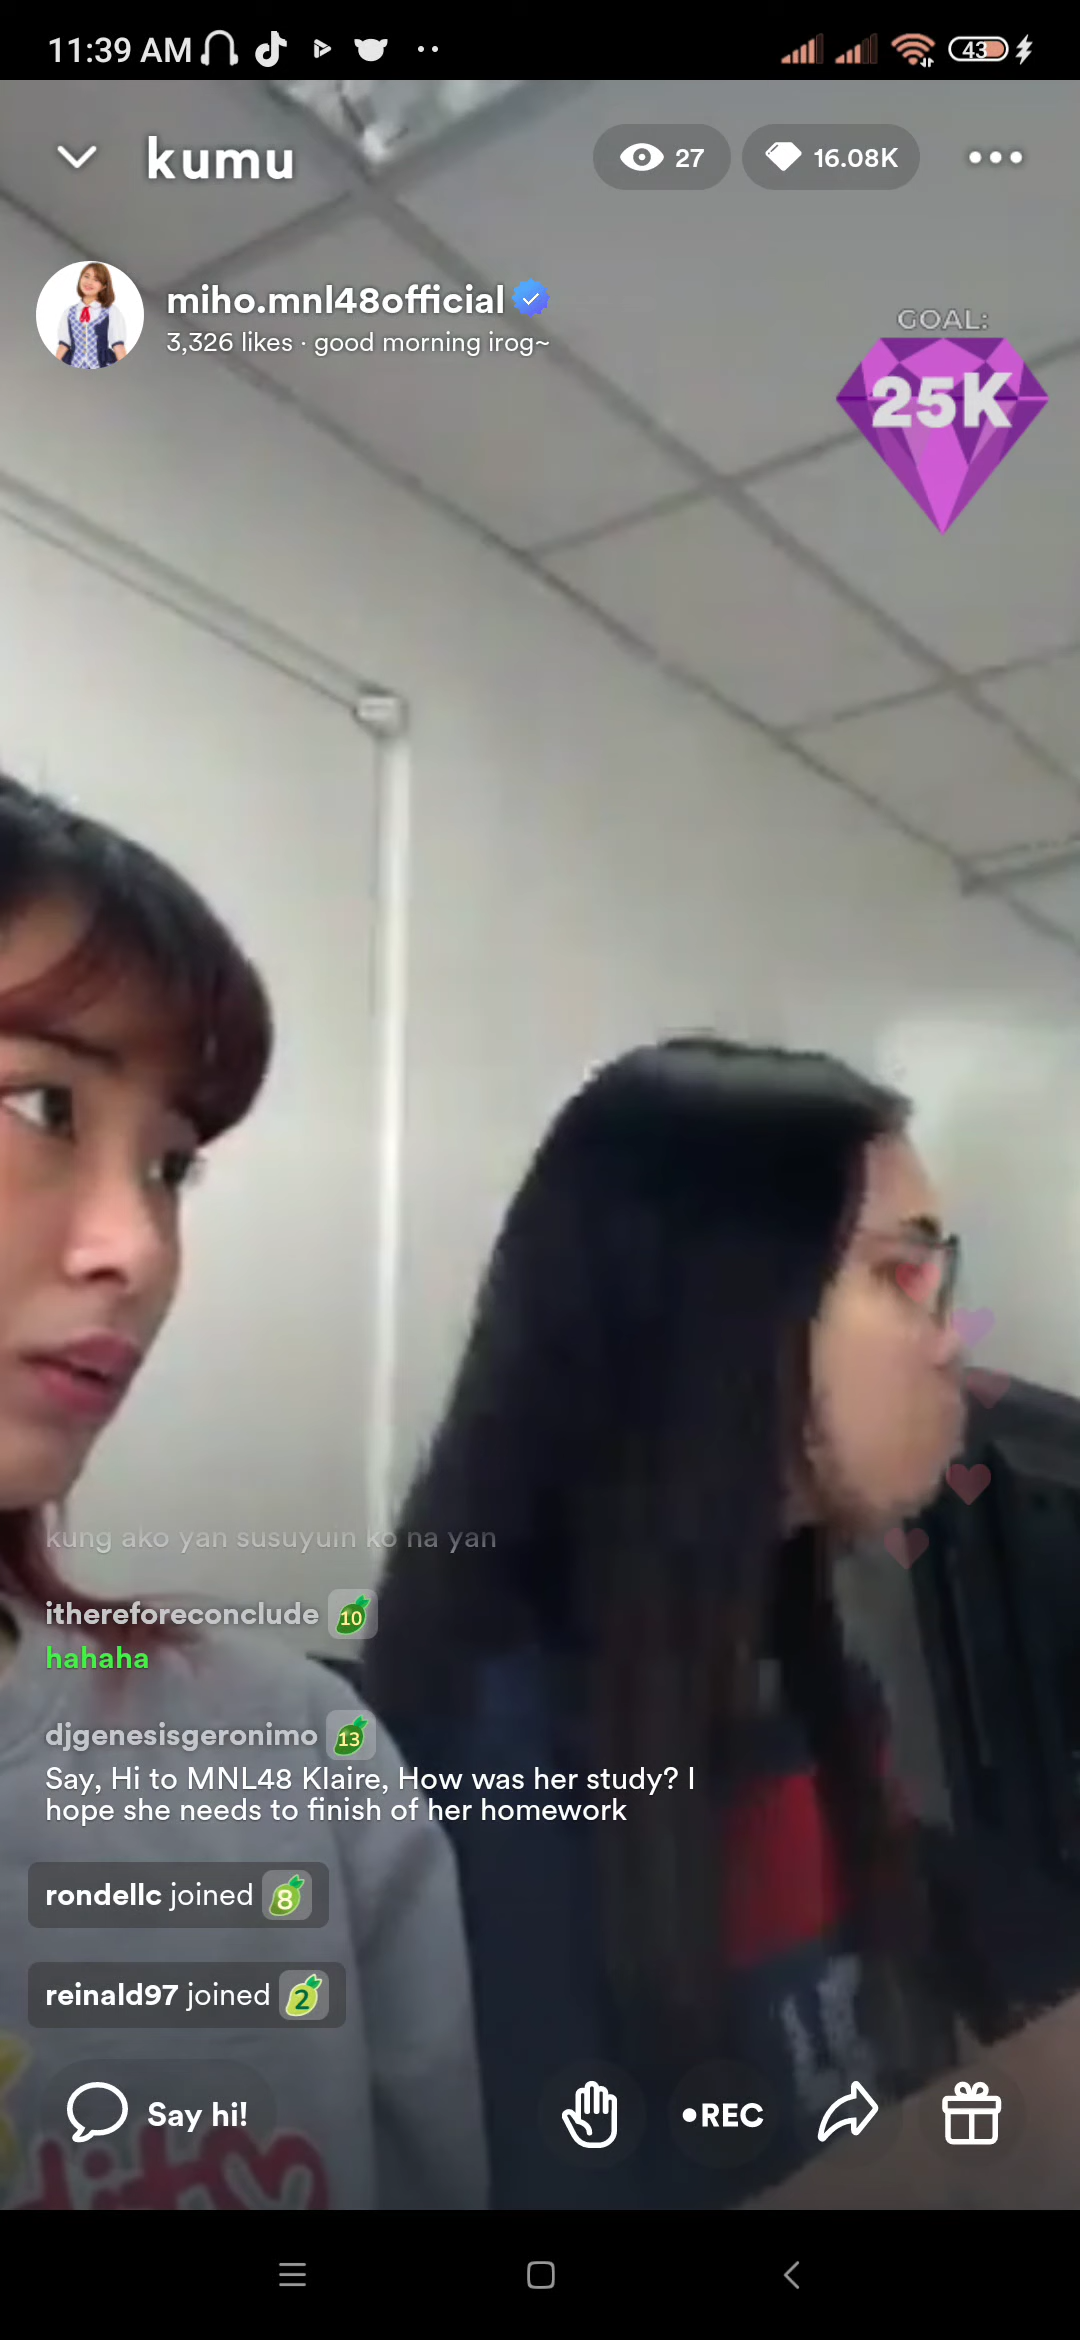 11:39 AM
43
kumu
27
16.08K
miho.mnl48official
3,326 likes · good morning irog~
GOAL:
25K
kung ako yan susuyuin ko na yan
ithereforeconclude 10
hahaha
djgenesisgeronimo 13
Say, Hi to MNL48 Klaire, How was her study? I
hope she needs to finish of her homework
rondellc joined 8
reinald97 joined 2
Say hi!
•REC